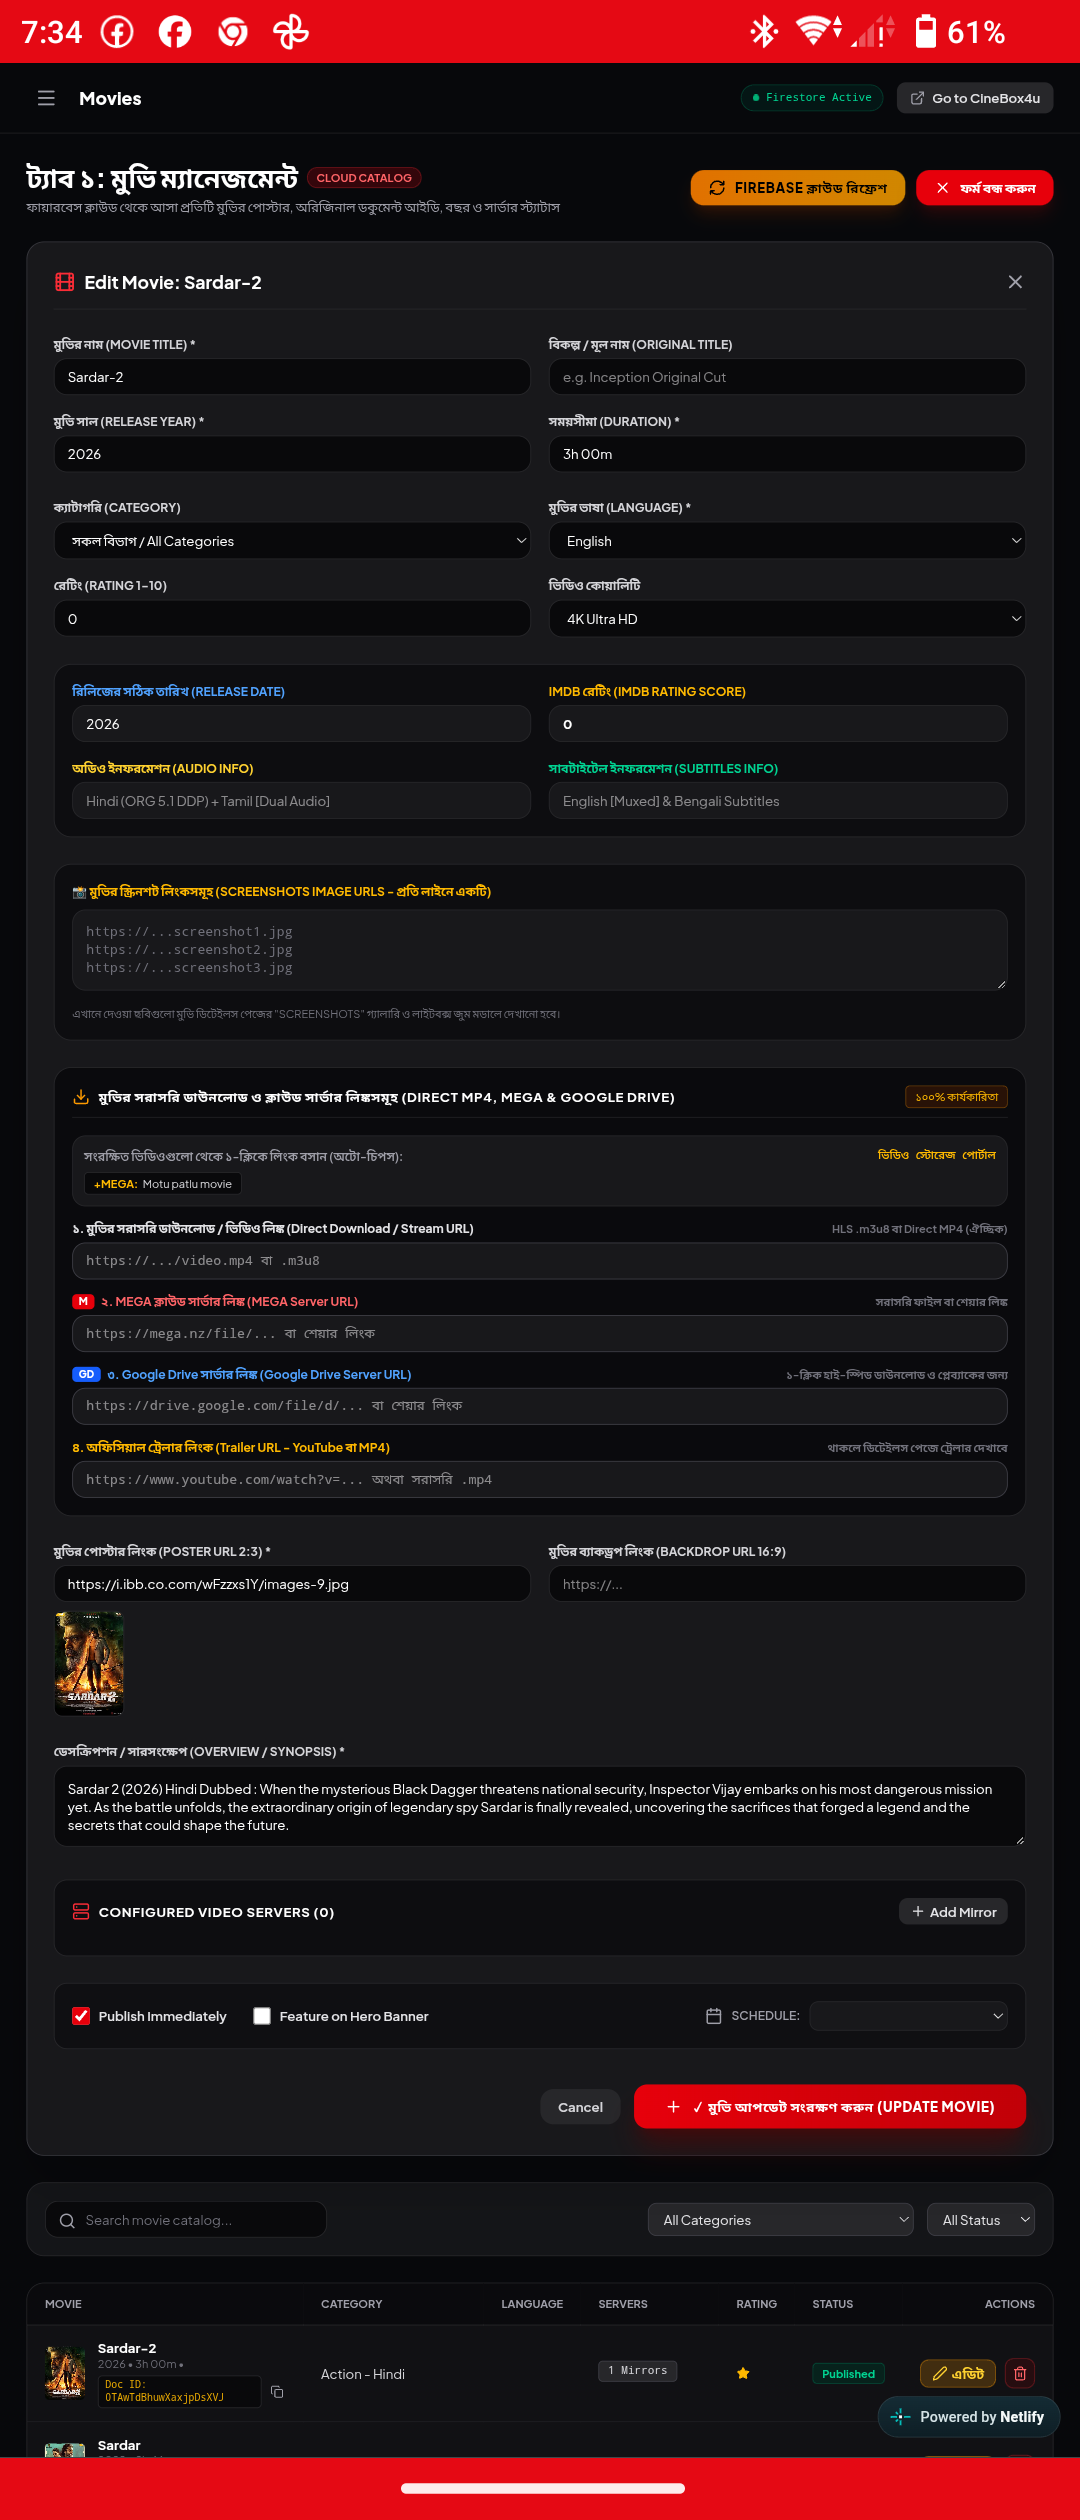 7:34
61%
Movies
Firestore Active
Go to CineBox4u
ট্যাব ১: মুভি ম্যানেজমেন্ট
CLOUD CATALOG
ফায়ারবেস ক্লাউড থেকে আসা প্রতিটি মুভির পোস্টার, অরিজিনাল ডকুমেন্ট আইডি, বছর ও সার্ভার স্ট্যাটাস
FIREBASE ক্লাউড রিফ্রেশ
ফর্ম বন্ধ করুন
Edit Movie: Sardar-2
মুভির নাম (MOVIE TITLE) *
বিকল্প / মূল নাম (ORIGINAL TITLE)
Sardar-2
e.g. Inception Original Cut
মুভি সাল (RELEASE YEAR) *
সময়সীমা (DURATION) *
2026
3h 00m
ক্যাটাগরি (CATEGORY)
মুভির ভাষা (LANGUAGE) *
সকল বিভাগ / All Categories
English
রেটিং (RATING 1-10)
ভিডিও কোয়ালিটি
0
4K Ultra HD
রিলিজের সঠিক তারিখ (RELEASE DATE)
IMDB রেটিং (IMDB RATING SCORE)
2026
0
অডিও ইনফরমেশন (AUDIO INFO)
সাবটাইটেল ইনফরমেশন (SUBTITLES INFO)
Hindi (ORG 5.1 DDP) + Tamil [Dual Audio]
English [Muxed] & Bengali Subtitles
📸 মুভির স্ক্রিনশট লিংকসমূহ (SCREENSHOTS IMAGE URLS - প্রতি লাইনে একটি)
https://...screenshot1.jpg
https://...screenshot2.jpg
https://...screenshot3.jpg
এখানে দেওয়া ছবিগুলো মুভি ডিটেইলস পেজের "SCREENSHOTS" গ্যালারি ও লাইটবক্স জুম মডালে দেখানো হবে।
মুভির সরাসরি ডাউনলোড ও ক্লাউড সার্ভার লিঙ্কসমূহ (DIRECT MP4, MEGA & GOOGLE DRIVE)
১০০% কার্যকারিতা
সংরক্ষিত ভিডিওগুলো থেকে ১-ক্লিকে লিংক বসান (অটো-চিপস):
ভিডিও স্টোরেজ পোর্টাল
+MEGA: Motu patlu movie
১. মুভির সরাসরি ডাউনলোড / ভিডিও লিঙ্ক (Direct Download / Stream URL)
HLS .m3u8 বা Direct MP4 (ঐচ্ছিক)
https://.../video.mp4 বা .m3u8
M ২. MEGA ক্লাউড সার্ভার লিঙ্ক (MEGA Server URL)
সরাসরি ফাইল বা শেয়ার লিঙ্ক
https://mega.nz/file/... বা শেয়ার লিংক
GD ৩. Google Drive সার্ভার লিঙ্ক (Google Drive Server URL)
১-ক্লিক হাই-স্পিড ডাউনলোড ও প্লেব্যাকের জন্য
https://drive.google.com/file/d/... বা শেয়ার লিংক
৪. অফিসিয়াল ট্রেলার লিংক (Trailer URL - YouTube বা MP4)
থাকলে ডিটেইলস পেজে ট্রেলার দেখাবে
https://www.youtube.com/watch?v=... অথবা সরাসরি .mp4
মুভির পোস্টার লিংক (POSTER URL 2:3) *
মুভির ব্যাকড্রপ লিংক (BACKDROP URL 16:9)
https://i.ibb.co.com/wFzzxs1Y/images-9.jpg
https://...
SARDAR 2
ডেসক্রিপশন / সারসংক্ষেপ (OVERVIEW / SYNOPSIS) *
Sardar 2 (2026) Hindi Dubbed : When the mysterious Black Dagger threatens national security, Inspector Vijay embarks on his most dangerous mission
yet. As the battle unfolds, the extraordinary origin of legendary spy Sardar is finally revealed, uncovering the sacrifices that forged a legend and the
secrets that could shape the future.
CONFIGURED VIDEO SERVERS (0)
Add Mirror
Publish Immediately
Feature on Hero Banner
SCHEDULE:
Cancel
✓ মুভি আপডেট সংরক্ষণ করুন (UPDATE MOVIE)
Search movie catalog...
All Categories
All Status
MOVIE CATEGORY LANGUAGE SERVERS RATING STATUS ACTIONS
Sardar-2
2026 • 3h 00m •
Doc ID:
OTAwTdBhuwXaxjpDsXVJ
Action - Hindi
1 Mirrors
Published
এডিট
Powered by Netlify
Sardar